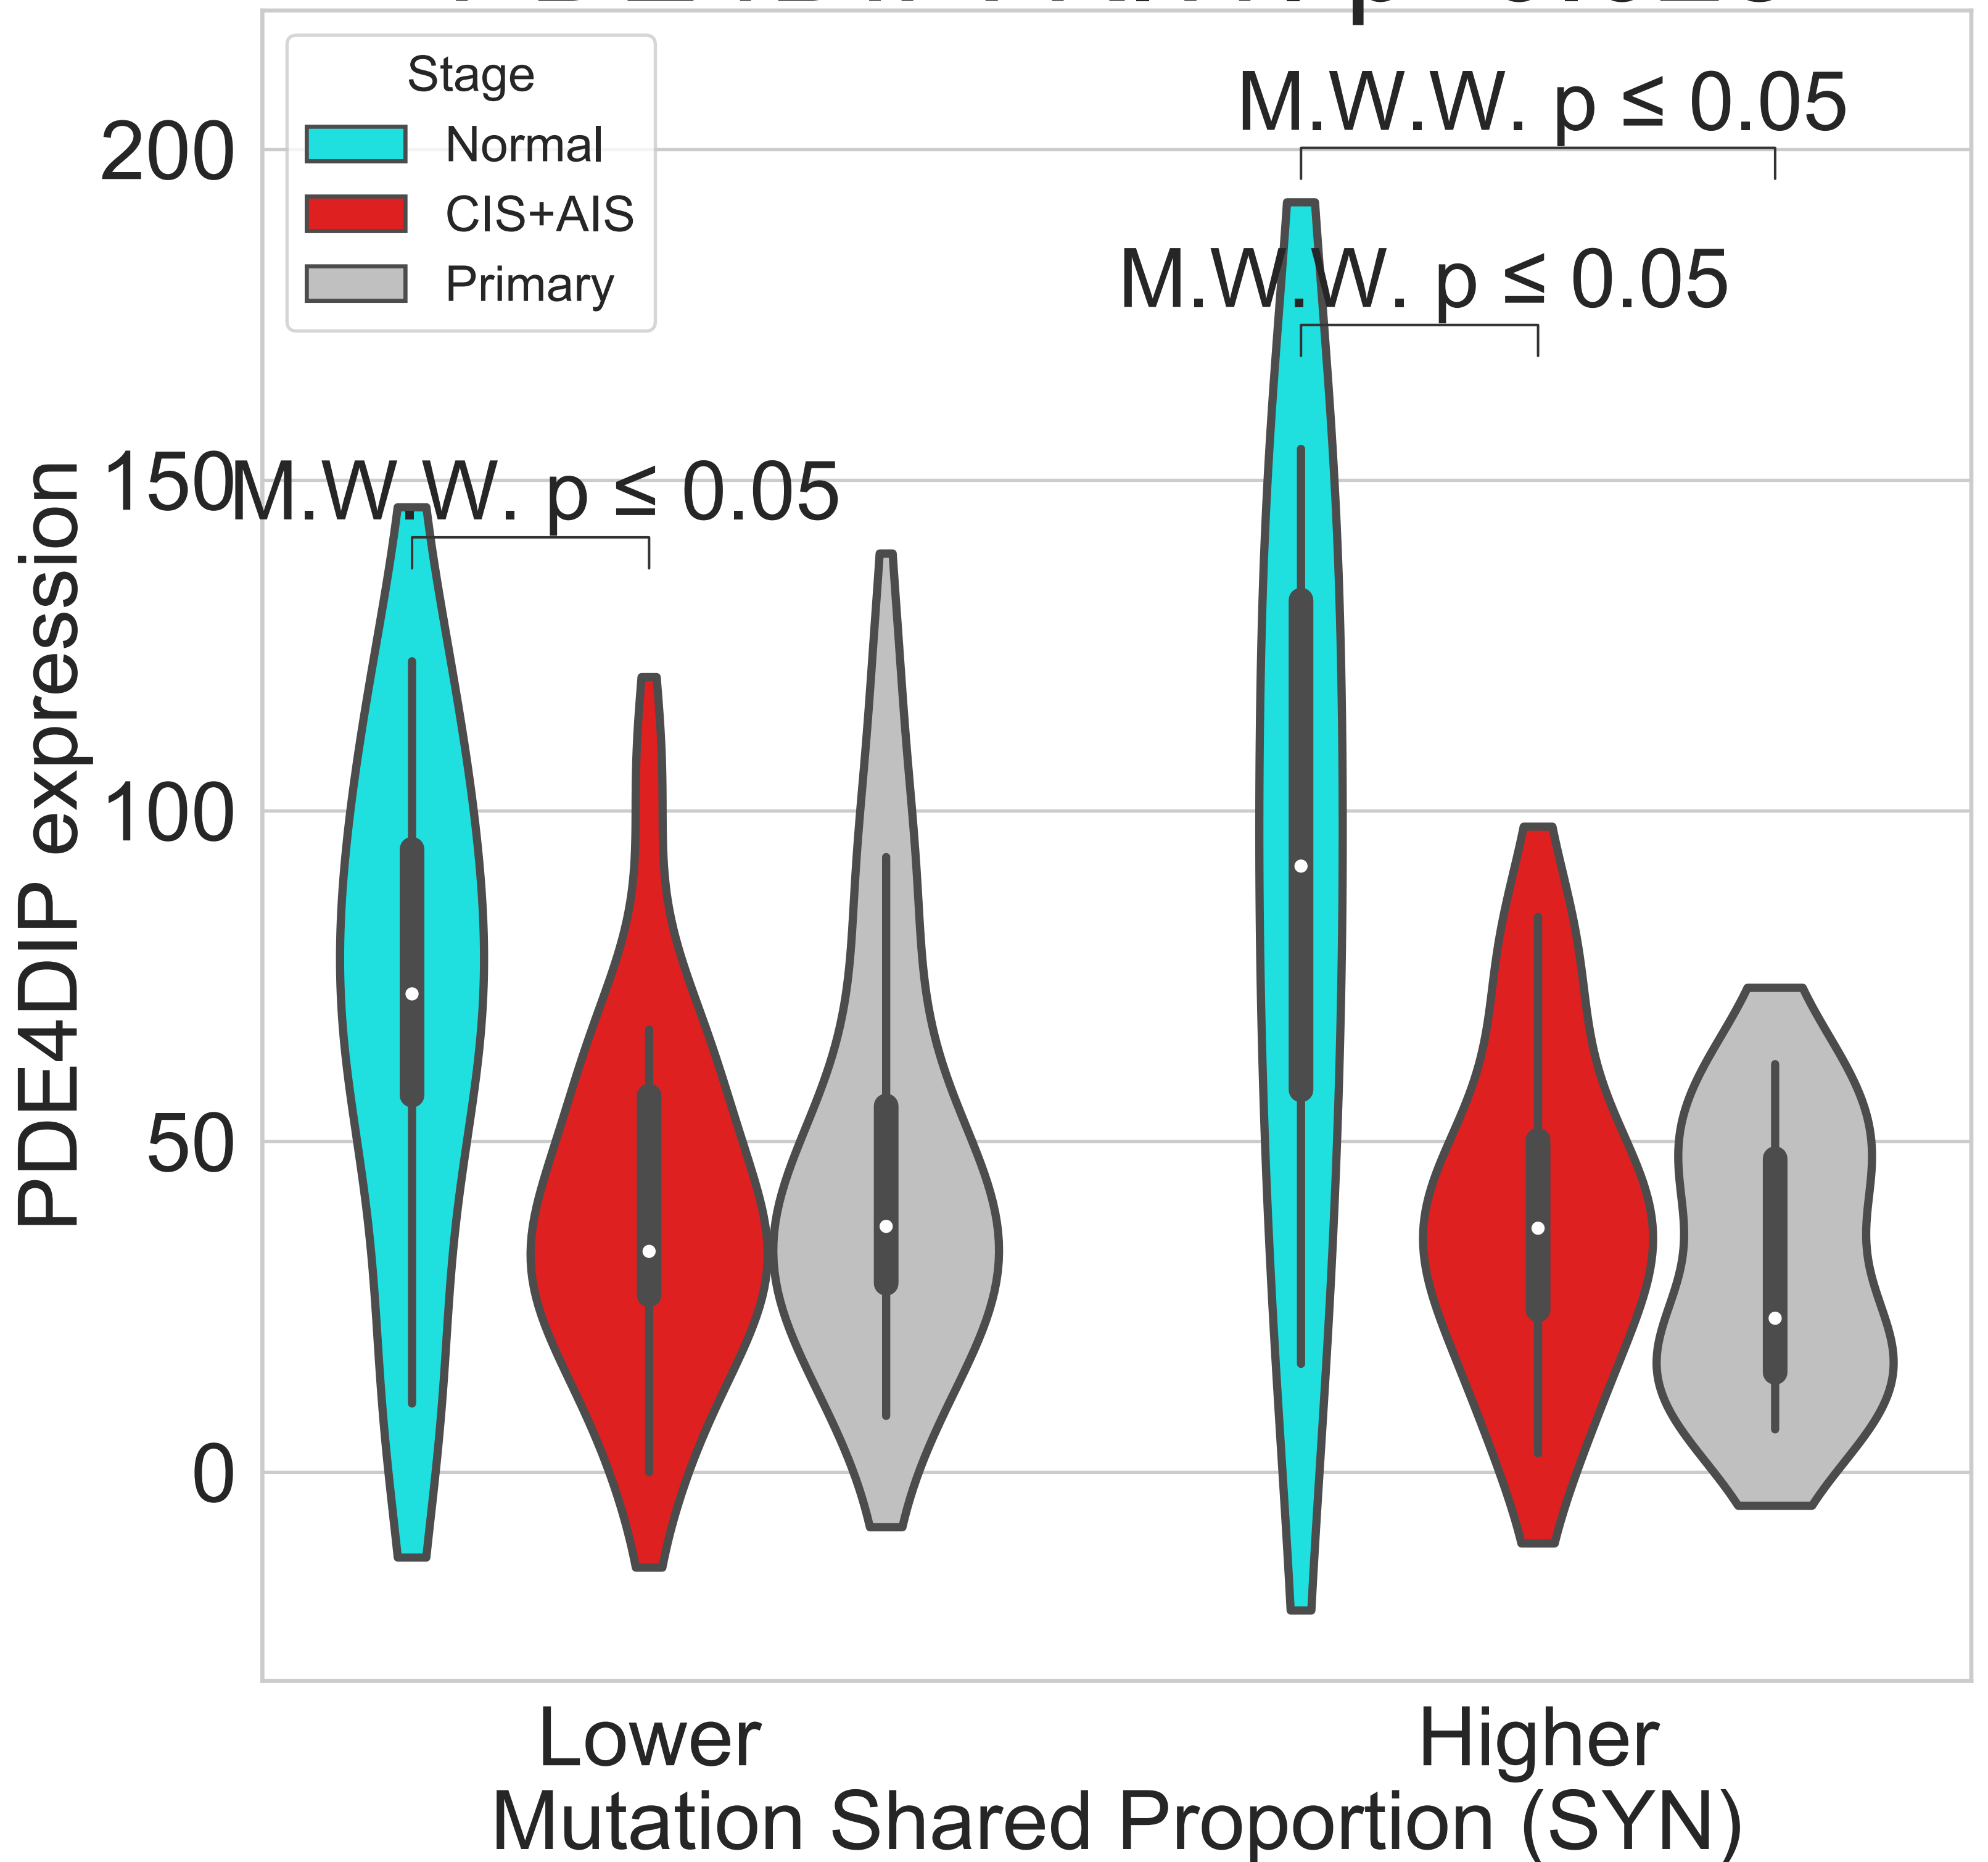 Stage
Normal
CIS+AIS
Primary
M.W.W. p ≤ 0.05
M.W.W. p ≤ 0.05
M.W.W. p ≤ 0.05
200
150
100
50
0
PDE4DIP expression
Lower
Higher
Mutation Shared Proportion (SYN)